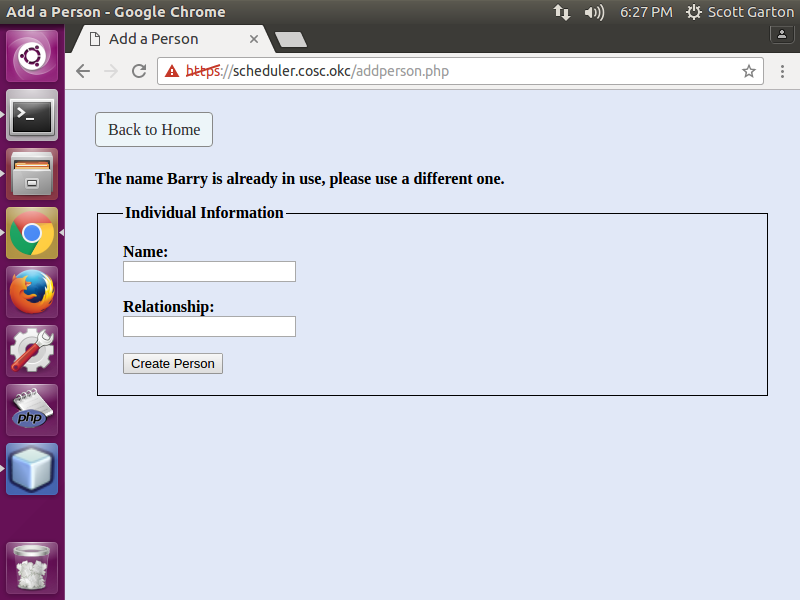 Add a Person - Google Chrome
6:27 PM
Scott Garton
Add a Person
https://scheduler.cosc.okc/addperson.php
Back to Home
The name Barry is already in use, please use a different one.
Individual Information
Name:
Relationship:
Create Person
php